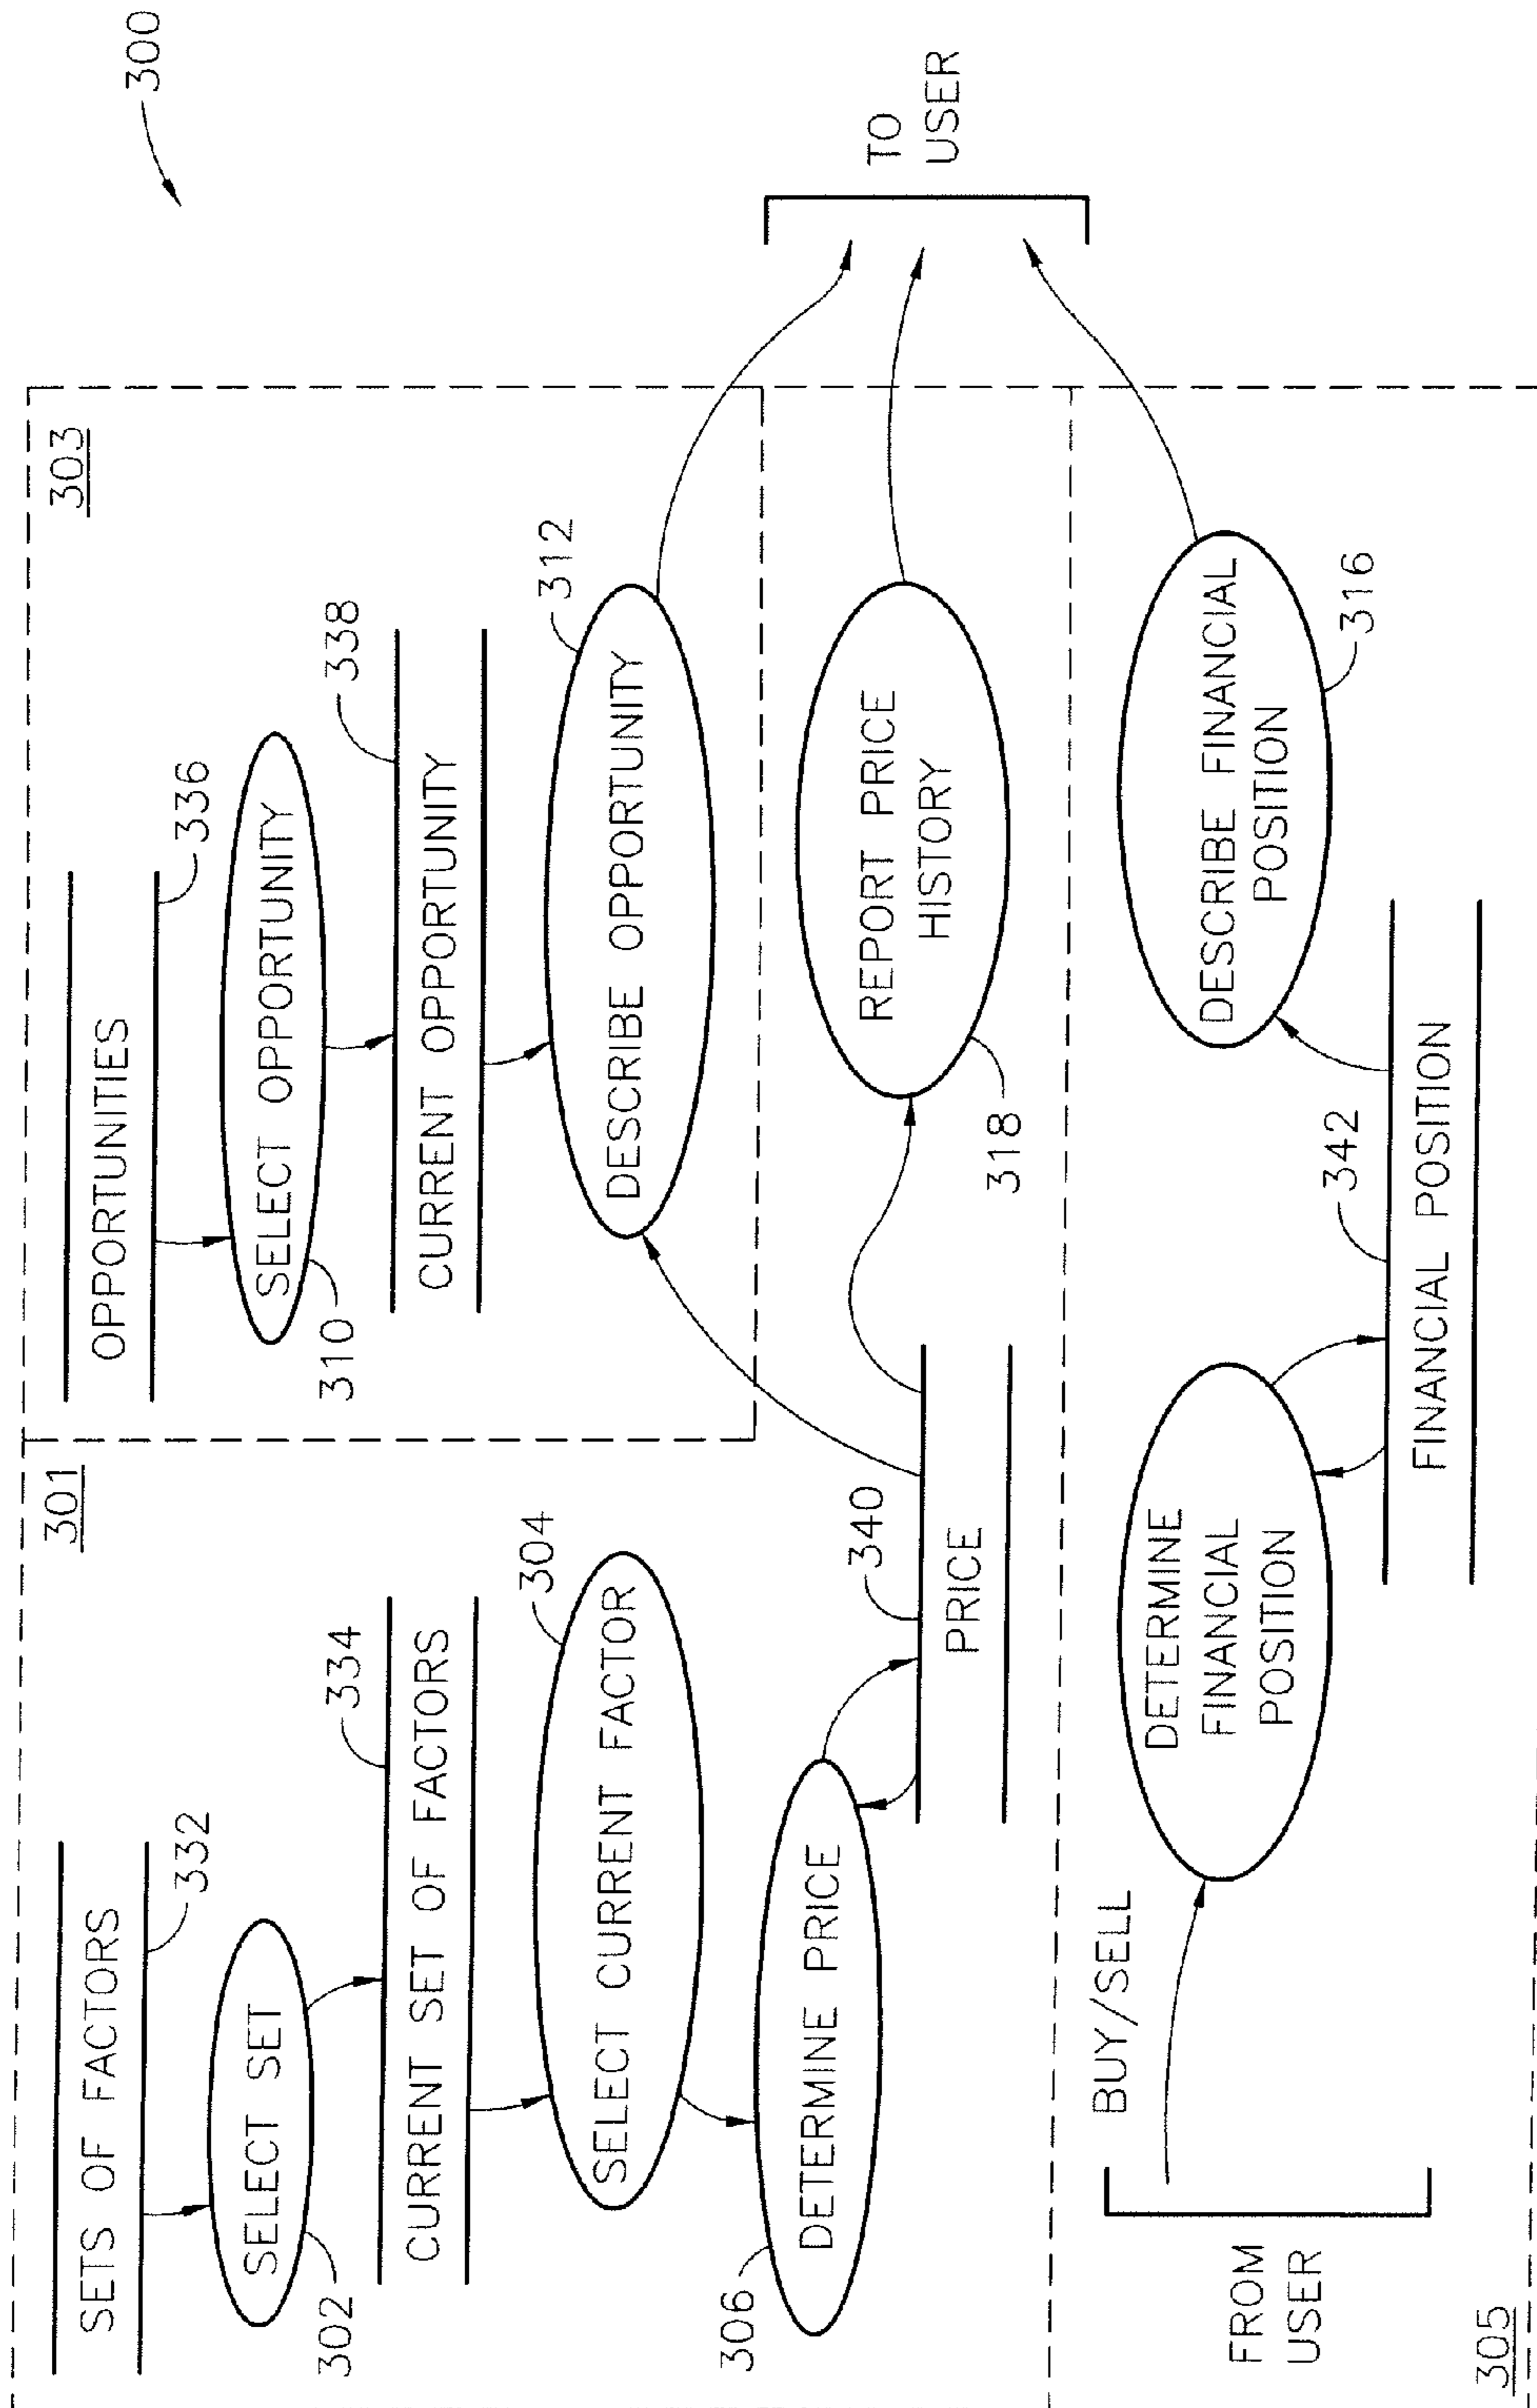 300
301
303
SETS OF FACTORS
332
OPPORTUNITIES
336
SELECT SET
302
SELECT OPPORTUNITY
310
334
CURRENT SET OF FACTORS
338
CURRENT OPPORTUNITY
304
SELECT CURRENT FACTOR
312
DESCRIBE OPPORTUNITY
306
DETERMINE PRICE
340
PRICE
REPORT PRICE
HISTORY
318
TO
USER
BUY/SELL
FROM
USER
DETERMINE
FINANCIAL
POSITION
342
FINANCIAL POSITION
DESCRIBE FINANCIAL
POSITION
316
305